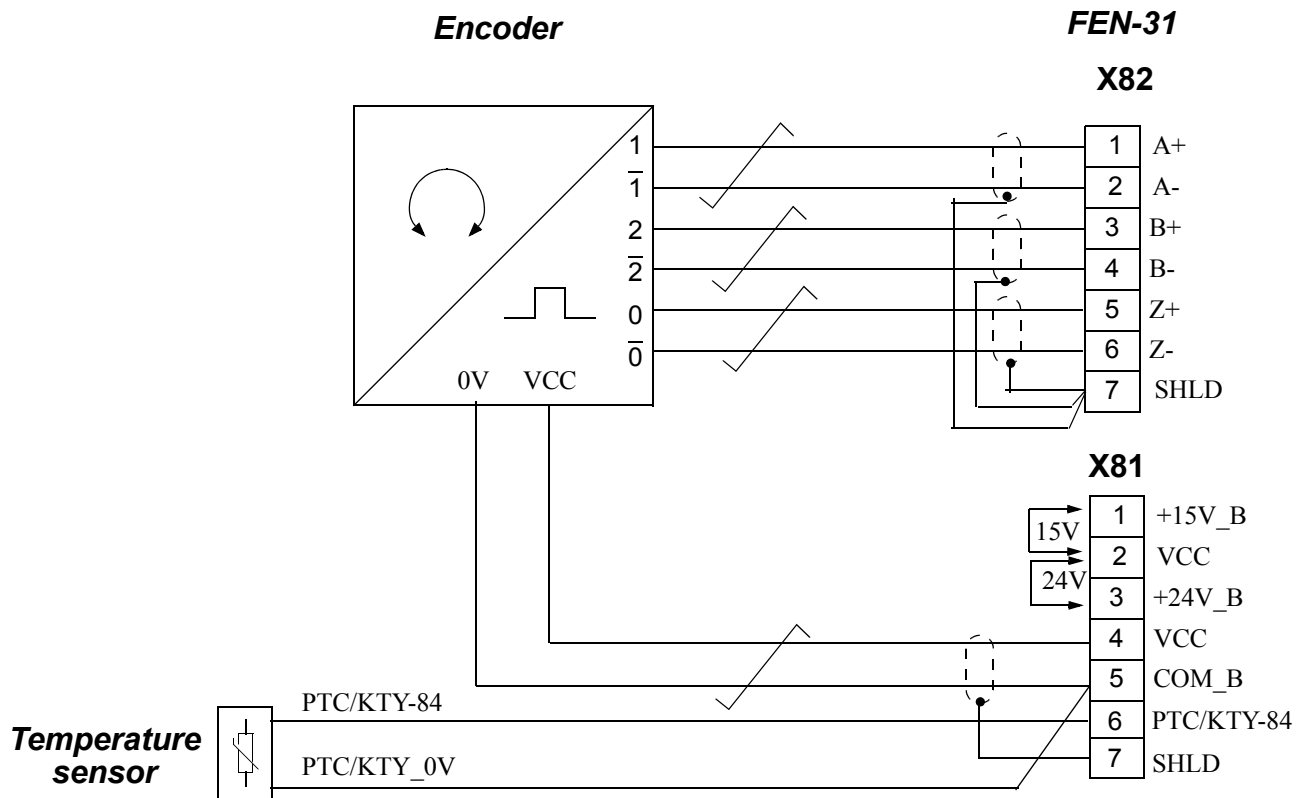 Encoder
FEN-31
X82
1
1̅
2
2̅
0
0̅
0V VCC
1 A+
2 A-
3 B+
4 B-
5 Z+
6 Z-
7 SHLD
X81
15V
24V
1 +15V_B
2 VCC
3 +24V_B
4 VCC
5 COM_B
6 PTC/KTY-84
7 SHLD
Temperature
sensor
PTC/KTY-84
PTC/KTY_0V